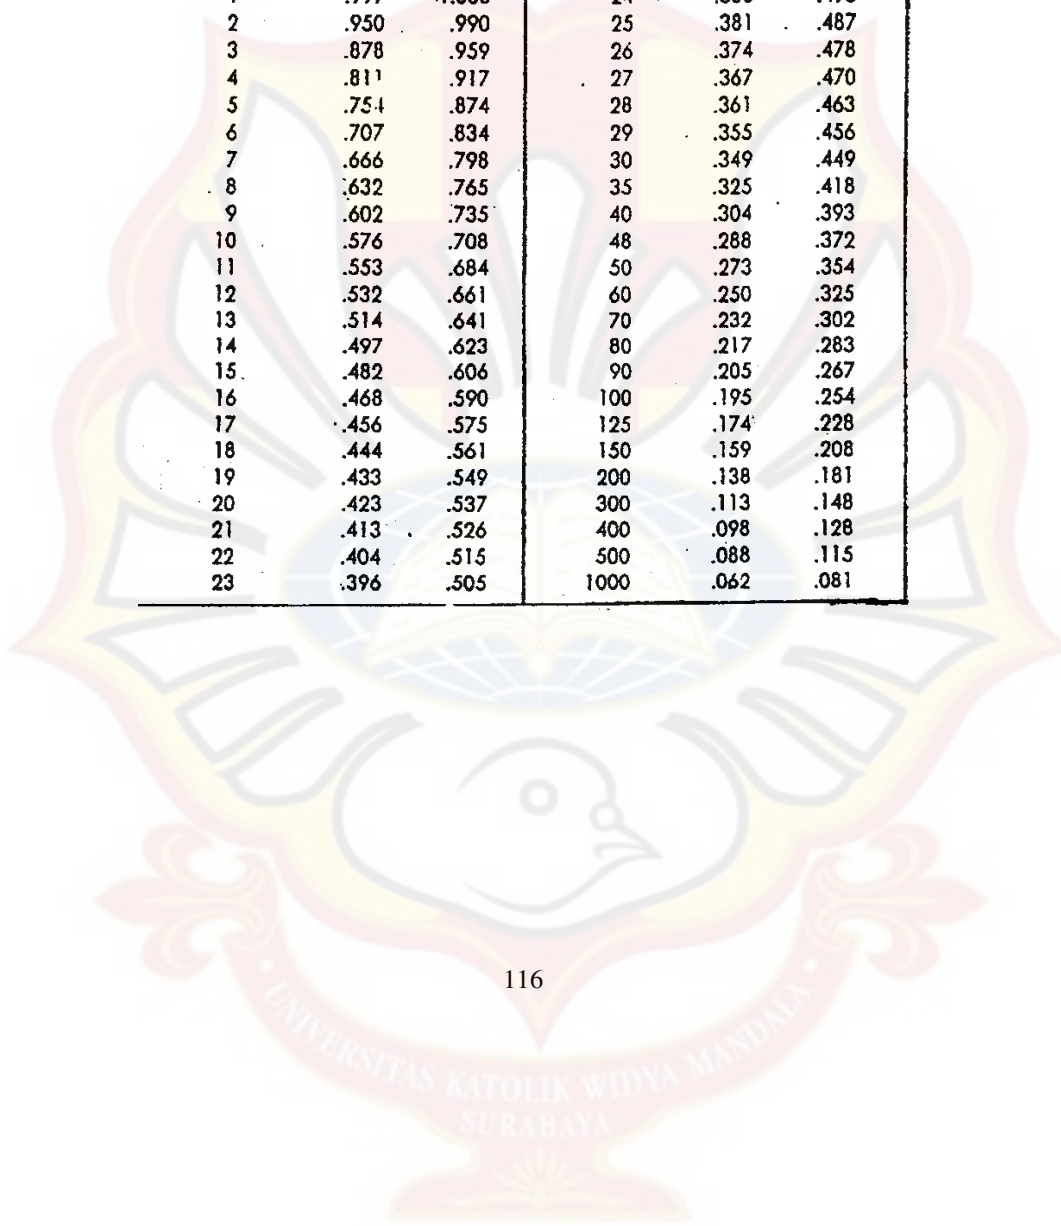 2 .950 .990 25 .381 .487
3 .878 .959 26 .374 .478
4 .811 .917 27 .367 .470
5 .754 .874 28 .361 .463
6 .707 .834 29 .355 .456
7 .666 .798 30 .349 .449
8 .632 .765 35 .325 .418
9 .602 .735 40 .304 .393
10 .576 .708 48 .288 .372
11 .553 .684 50 .273 .354
12 .532 .661 60 .250 .325
13 .514 .641 70 .232 .302
14 .497 .623 80 .217 .283
15 .482 .606 90 .205 .267
16 .468 .590 100 .195 .254
17 .456 .575 125 .174 .228
18 .444 .561 150 .159 .208
19 .433 .549 200 .138 .181
20 .423 .537 300 .113 .148
21 .413 .526 400 .098 .128
22 .404 .515 500 .088 .115
23 .396 .505 1000 .062 .081
116
UNIVERSITAS KATOLIK WIDYA MANDALA
SURABAYA